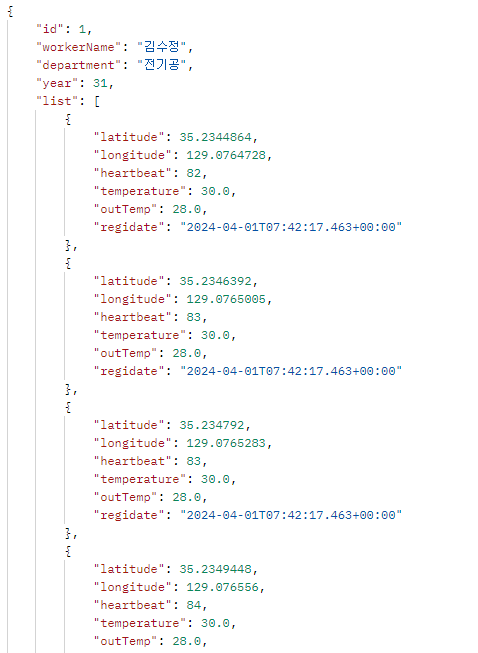 {
"id": 1,
"workerName": "김수정",
"department": "전기공",
"year": 31,
"list": [
{
"latitude": 35.2344864,
"longitude": 129.0764728,
"heartbeat": 82,
"temperature": 30.0,
"outTemp": 28.0,
"regidate": "2024-04-01T07:42:17.463+00:00"
},
{
"latitude": 35.2346392,
"longitude": 129.0765005,
"heartbeat": 83,
"temperature": 30.0,
"outTemp": 28.0,
"regidate": "2024-04-01T07:42:17.463+00:00"
},
{
"latitude": 35.234792,
"longitude": 129.0765283,
"heartbeat": 83,
"temperature": 30.0,
"outTemp": 28.0,
"regidate": "2024-04-01T07:42:17.463+00:00"
},
{
"latitude": 35.2349448,
"longitude": 129.076556,
"heartbeat": 84,
"temperature": 30.0,
"outTemp": 28.0,